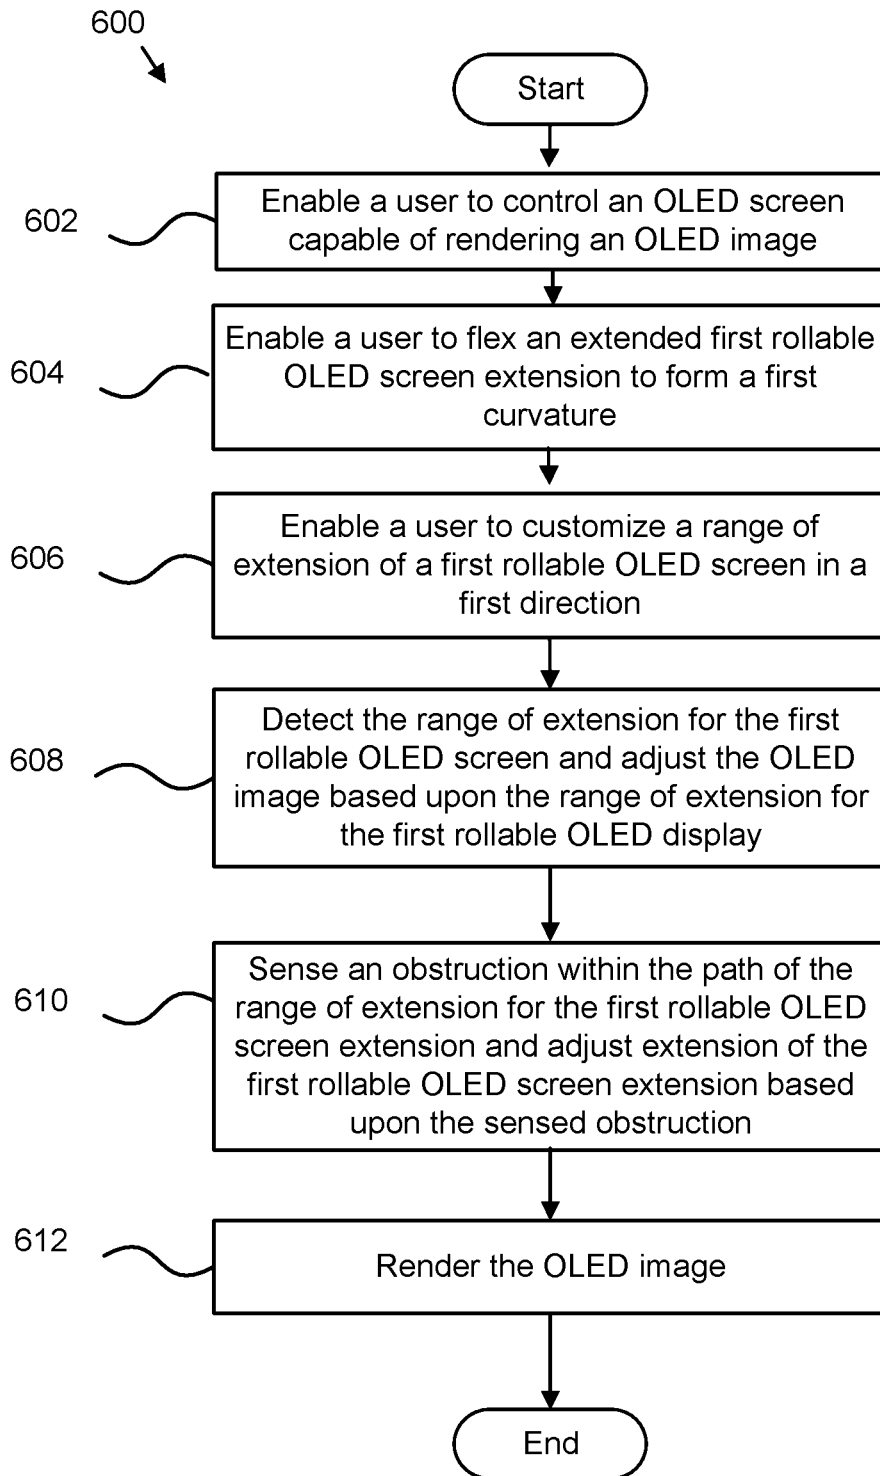 600
Start
602
Enable a user to control an OLED screen
capable of rendering an OLED image
604
Enable a user to flex an extended first rollable
OLED screen extension to form a first
curvature
606
Enable a user to customize a range of
extension of a first rollable OLED screen in a
first direction
608
Detect the range of extension for the first
rollable OLED screen and adjust the OLED
image based upon the range of extension for
the first rollable OLED display
610
Sense an obstruction within the path of the
range of extension for the first rollable OLED
screen extension and adjust extension of the
first rollable OLED screen extension based
upon the sensed obstruction
612
Render the OLED image
End